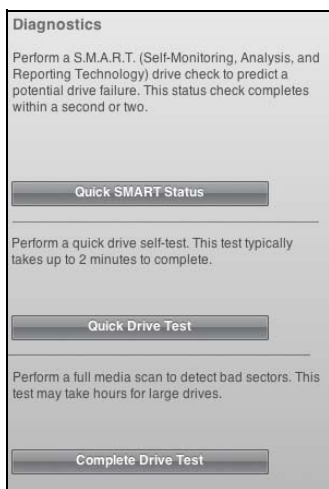 Diagnostics
Perform a S.M.A.R.T. (Self-Monitoring, Analysis, and
Reporting Technology) drive check to predict a
potential drive failure. This status check completes
within a second or two.
Quick SMART Status
Perform a quick drive self-test. This test typically
takes up to 2 minutes to complete.
Quick Drive Test
Perform a full media scan to detect bad sectors. This
test may take hours for large drives.
Complete Drive Test